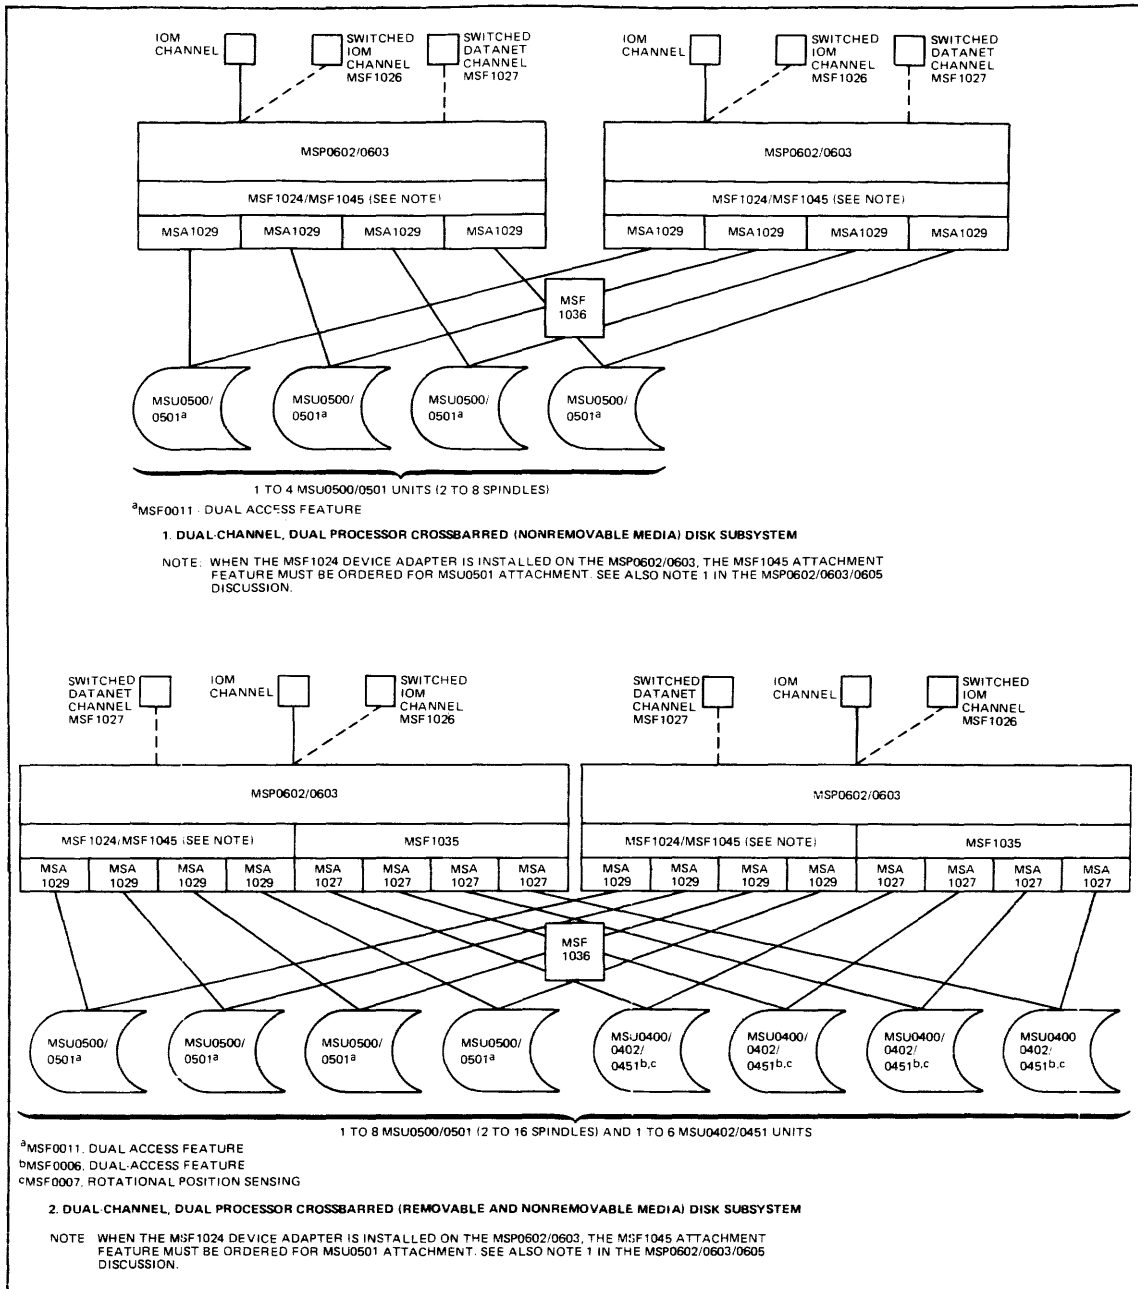 IOM
CHANNEL
SWITCHED
IOM
CHANNEL
MSF1026
SWITCHED
DATANET
CHANNEL
MSF1027
IOM
CHANNEL
SWITCHED
IOM
CHANNEL
MSF1026
SWITCHED
DATANET
CHANNEL
MSF1027
MSP0602/0603
MSP0602/0603
MSF1024/MSF1045 (SEE NOTE)
MSF1024/MSF1045 (SEE NOTE)
MSA1029
MSA1029
MSA1029
MSA1029
MSA1029
MSA1029
MSA1029
MSA1029
MSF
1036
MSU0500/
0501a
MSU0500/
0501a
MSU0500/
0501a
MSU0500/
0501a
1 TO 4 MSU0500/0501 UNITS (2 TO 8 SPINDLES)
aMSF0011 - DUAL ACCESS FEATURE
1. DUAL-CHANNEL, DUAL PROCESSOR CROSSBARRED (NONREMOVABLE MEDIA) DISK SUBSYSTEM
NOTE: WHEN THE MSF1024 DEVICE ADAPTER IS INSTALLED ON THE MSP0602/0603, THE MSF1045 ATTACHMENT
FEATURE MUST BE ORDERED FOR MSU0501 ATTACHMENT. SEE ALSO NOTE 1 IN THE MSP0602/0603/0605
DISCUSSION.
SWITCHED
DATANET
CHANNEL
MSF1027
IOM
CHANNEL
SWITCHED
IOM
CHANNEL
MSF1026
SWITCHED
DATANET
CHANNEL
MSF1027
IOM
CHANNEL
SWITCHED
IOM
CHANNEL
MSF1026
MSP0602/0603
MSP0602/0603
MSF1024/MSF1045 (SEE NOTE)
MSF1035
MSF1024/MSF1045 (SEE NOTE)
MSF1035
MSA
1029
MSA
1029
MSA
1029
MSA
1029
MSA
1027
MSA
1027
MSA
1027
MSA
1027
MSA
1029
MSA
1029
MSA
1029
MSA
1029
MSA
1027
MSA
1027
MSA
1027
MSA
1027
MSF
1036
MSU0500/
0501a
MSU0500/
0501a
MSU0500/
0501a
MSU0500/
0501a
MSU0400/
0402/
0451b,c
MSU0400/
0402/
0451b,c
MSU0400/
0402/
0451b,c
MSU0400
0402/
0451b,c
1 TO 8 MSU0500/0501 (2 TO 16 SPINDLES) AND 1 TO 6 MSU0402/0451 UNITS
aMSF0011. DUAL ACCESS FEATURE
bMSF0006. DUAL-ACCESS FEATURE
cMSF0007. ROTATIONAL POSITION SENSING
2. DUAL-CHANNEL, DUAL PROCESSOR CROSSBARRED (REMOVABLE AND NONREMOVABLE MEDIA) DISK SUBSYSTEM
NOTE WHEN THE MSF1024 DEVICE ADAPTER IS INSTALLED ON THE MSP0602/0603, THE MSF1045 ATTACHMENT
FEATURE MUST BE ORDERED FOR MSU0501 ATTACHMENT. SEE ALSO NOTE 1 IN THE MSP0602/0603/0605
DISCUSSION.